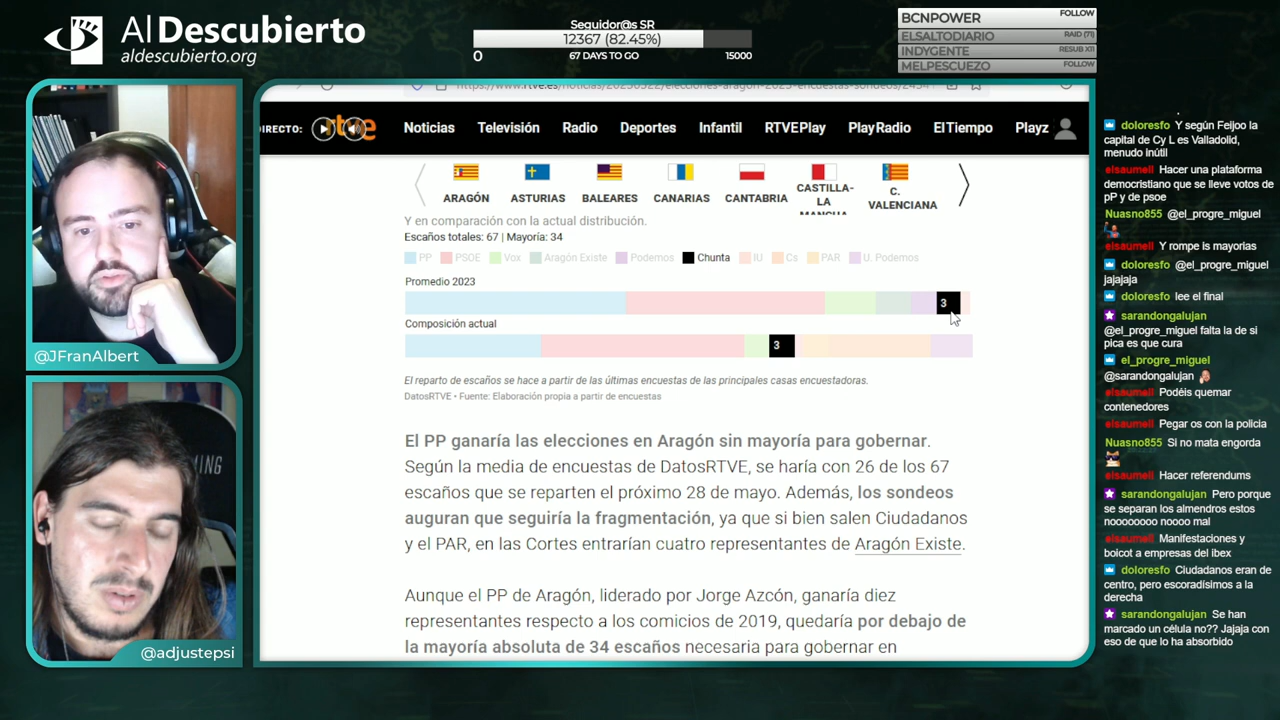 Al Descubierto
aldescubierto.org
Seguidor@s SR
12367 (82.45%)
0
67 DAYS TO GO
15000
BCNPOWER FOLLOW
ELSALTODIARIO RAID (71)
INDYGENTE RESUB X11
MELPESCUEZO FOLLOW
DIRECTO:
rtve
Noticias Televisión Radio Deportes Infantil RTVEPlay PlayRadio ElTiempo Playz
ARAGÓN
ASTURIAS
BALEARES
CANARIAS
CANTABRIA
CASTILLA-
LA
MANCHA
C.
VALENCIANA
Y en comparación con la actual distribución.
Escaños totales: 67 | Mayoría: 34
PP PSOE Vox Aragón Existe Podemos Chunta IU Cs PAR U. Podemos
Promedio 2023
3
Composición actual
3
El reparto de escaños se hace a partir de las últimas encuestas de las principales casas encuestadoras.
DatosRTVE • Fuente: Elaboración propia a partir de encuestas
El PP ganaría las elecciones en Aragón sin mayoría para gobernar.
Según la media de encuestas de DatosRTVE, se haría con 26 de los 67
escaños que se reparten el próximo 28 de mayo. Además, los sondeos
auguran que seguiría la fragmentación, ya que si bien salen Ciudadanos
y el PAR, en las Cortes entrarían cuatro representantes de Aragón Existe.
Aunque el PP de Aragón, liderado por Jorge Azcón, ganaría diez
representantes respecto a los comicios de 2019, quedaría por debajo de
la mayoría absoluta de 34 escaños necesaria para gobernar en
@JFranAlbert
GAMING
@adjustepsi
doloresfo Y según Feijoo la
capital de Cy L es Valladolid,
menudo inútil
elsaumell Hacer una plataforma
democristiano que se lleve votos de
pP y de psoe
Nuasno855 @el_progre_miguel
elsaumell Y rompe ls mayorias
doloresfo @el_progre_miguel
jajajaja
doloresfo lee el final
sarandongalujan
@el_progre_miguel falta la de si
pica es que cura
el_progre_miguel
@sarandongalujan
elsaumell Podéis quemar
contenedores
elsaumell Pegar os con la policia
Nuasno855 Si no mata engorda
elsaumell Hacer referendums
sarandongalujan Pero porque
se separan los almendros estos
nooooooo noooo mal
elsaumell Manifestaciones y
boicot a empresas del ibex
doloresfo Ciudadanos eran de
centro, pero escoradísimos a la
derecha
sarandongalujan Se han
marcado un célula no?? Jajaja con
eso de que lo ha absorbido